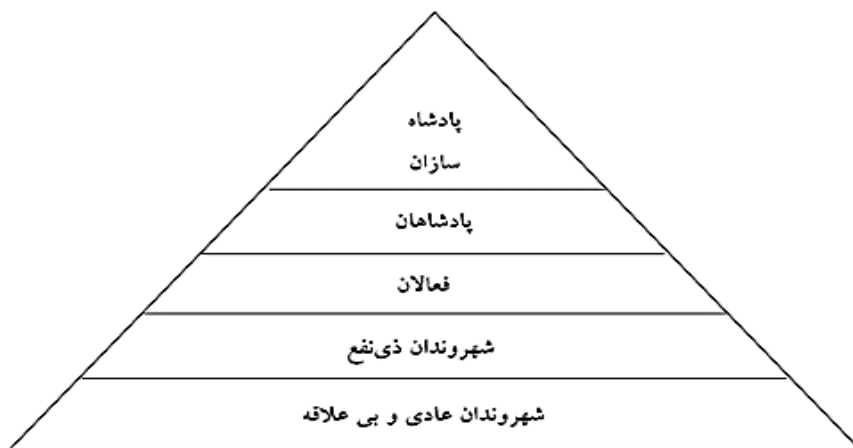 پادشاه
سازان
پادشاهان
فعالان
شهروندان ذی‌نفع
شهروندان عادی و بی علاقه